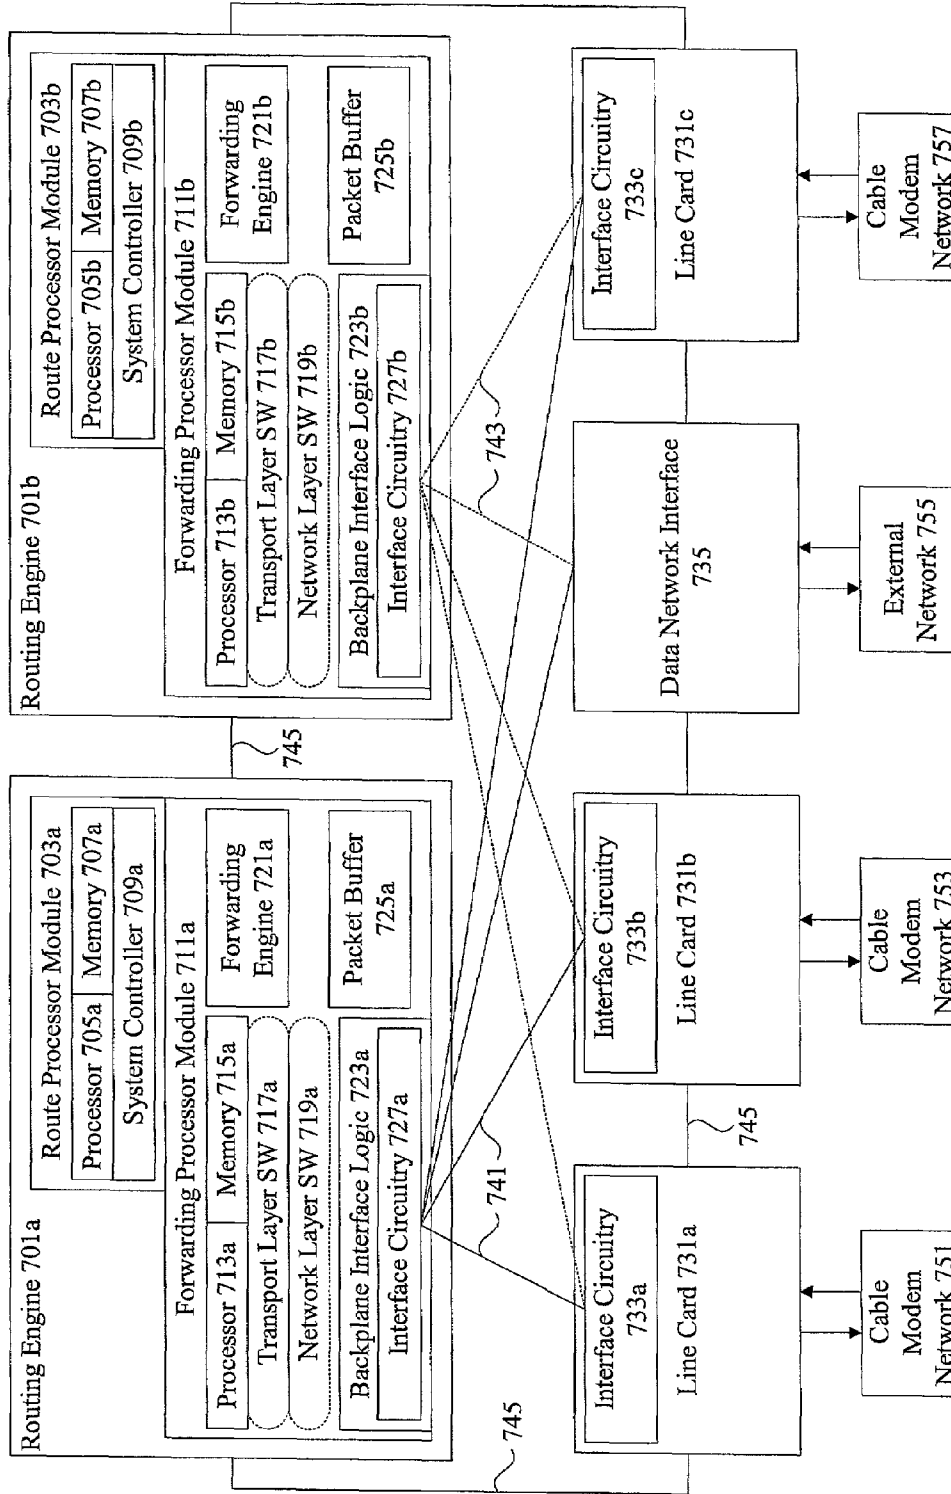 Routing Engine 701a
Route Processor Module 703a
Processor 705a
Memory 707a
System Controller 709a
Forwarding Processor Module 711a
Processor 713a
Memory 715a
Transport Layer SW 717a
Network Layer SW 719a
Forwarding
Engine 721a
Backplane Interface Logic 723a
Interface Circuitry 727a
Packet Buffer
725a
745
Routing Engine 701b
Route Processor Module 703b
Processor 705b
Memory 707b
System Controller 709b
Forwarding Processor Module 711b
Processor 713b
Memory 715b
Transport Layer SW 717b
Network Layer SW 719b
Forwarding
Engine 721b
Backplane Interface Logic 723b
Interface Circuitry 727b
Packet Buffer
725b
745
741
743
Interface Circuitry
733a
Line Card 731a
745
Interface Circuitry
733b
Line Card 731b
Data Network Interface
735
Interface Circuitry
733c
Line Card 731c
Cable
Modem
Network 751
Cable
Modem
Network 753
External
Network 755
Cable
Modem
Network 757